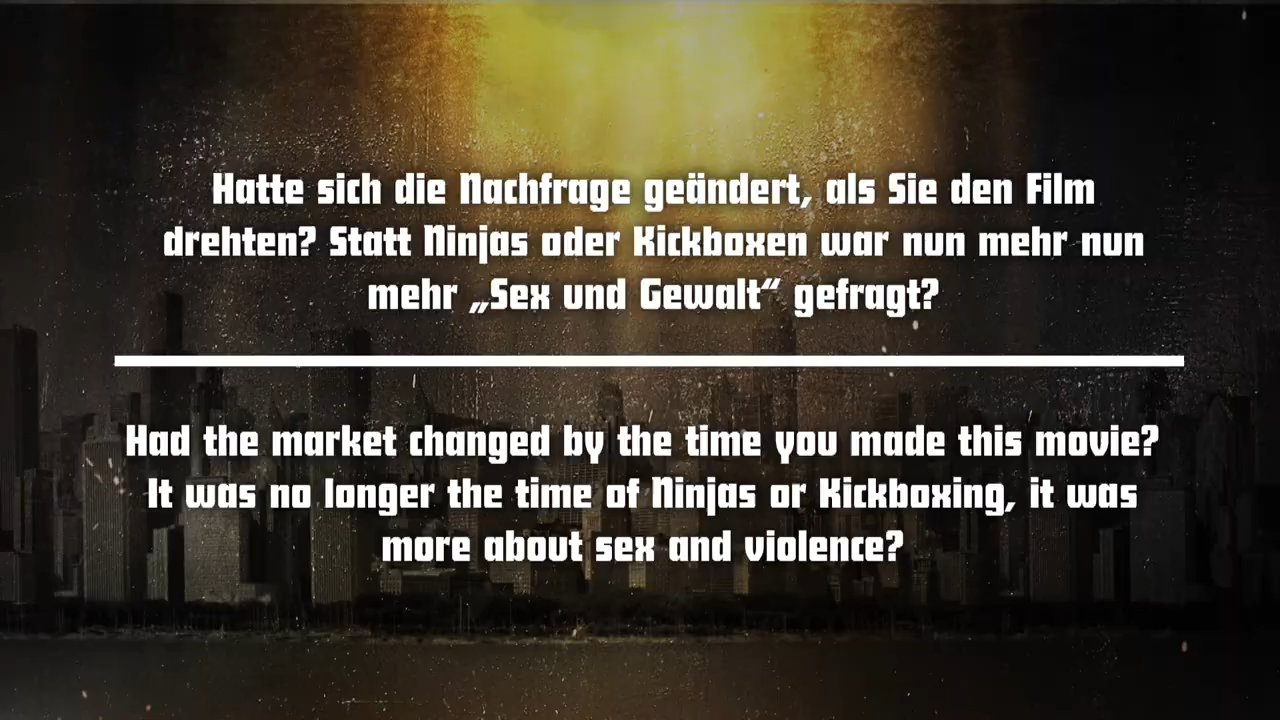 Hatte sich die Nachfrage geändert, als Sie den Film
drehten? Statt Ninjas oder Kickboxen war nun mehr nun
mehr „Sex und Gewalt“ gefragt?
Had the market changed by the time you made this movie?
It was no longer the time of Ninjas or Kickboxing, it was
more about sex and violence?